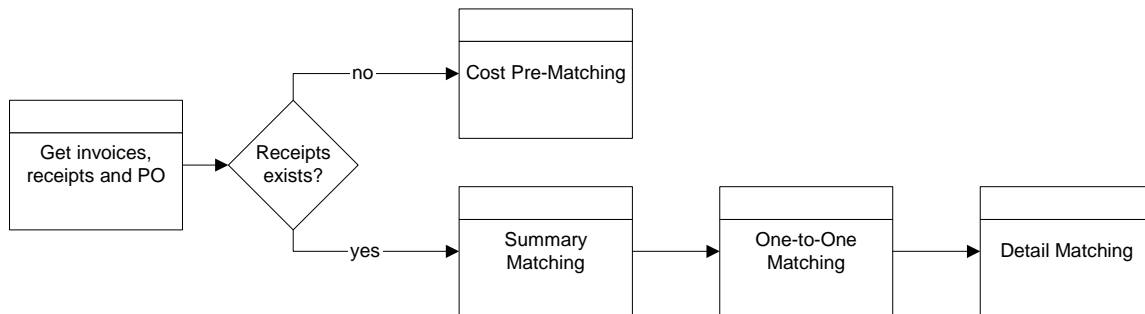 no
Cost Pre-Matching
Get invoices,
receipts and PO
Receipts
exists?
yes
Summary
Matching
One-to-One
Matching
Detail Matching